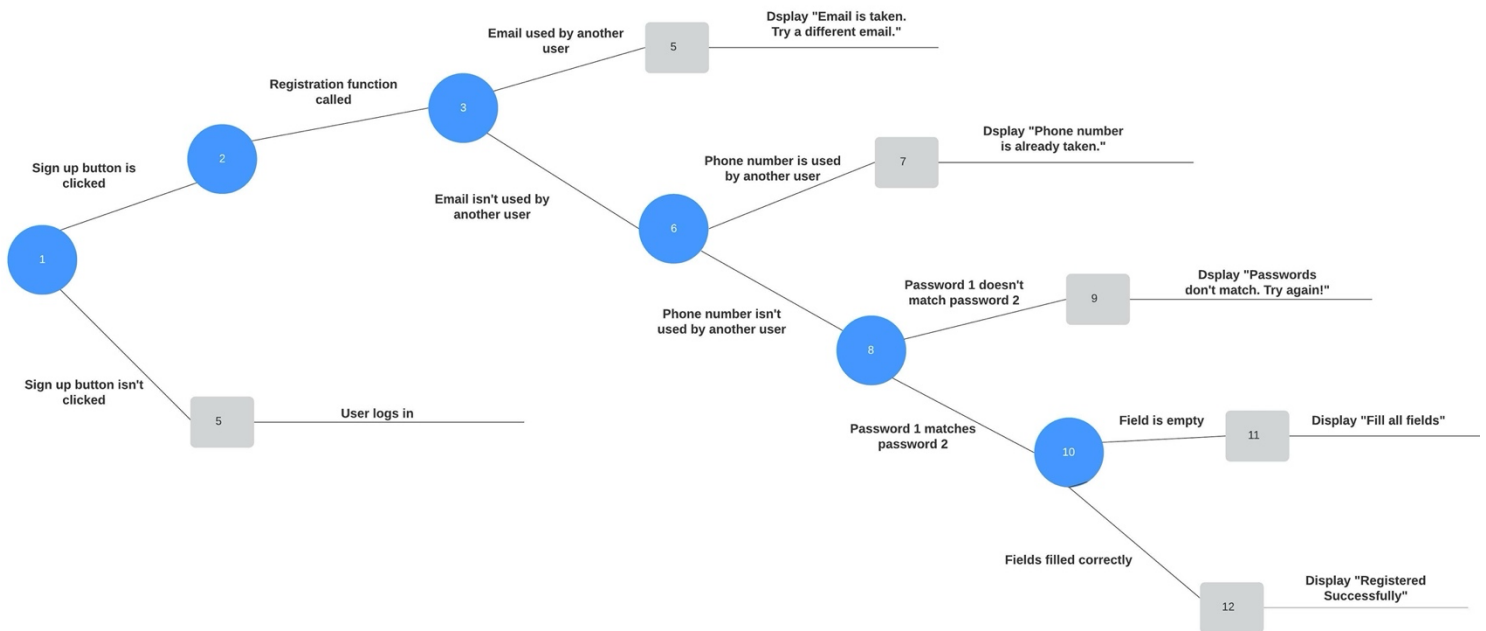 Dsplay "Email is taken.
Try a different email."
Email used by another
user
5
Registration function
called
3
Dsplay "Phone number
is already taken."
2
Phone number is used
by another user
7
Sign up button is
clicked
Email isn't used by
another user
6
1
Password 1 doesn't
match password 2
9
Dsplay "Passwords
don't match. Try again!"
Phone number isn't
used by another user
8
Sign up button isn't
clicked
5
User logs in
Password 1 matches
password 2
10
Field is empty
11
Display "Fill all fields"
Fields filled correctly
12
Display "Registered
Successfully"